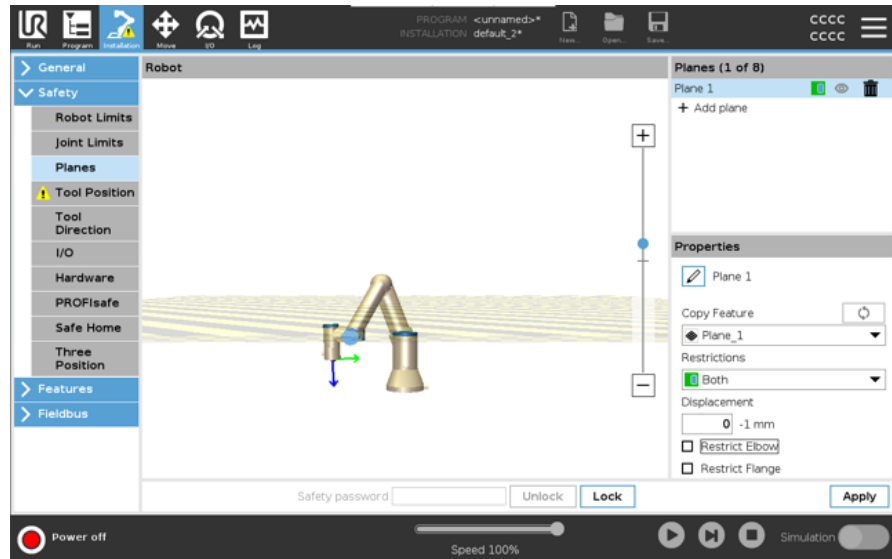 PROGRAM <unnamed>*
INSTALLATION default_2*
UR
Run
Program
Installation
Move
I/O
Log
New...
Open...
Save...
CCCC
CCCC
General
Safety
Robot Limits
Joint Limits
Planes
Tool Position
Tool
Direction
I/O
Hardware
PROFIsafe
Safe Home
Three
Position
Features
Fieldbus
Robot
Planes (1 of 8)
Plane 1
Add plane
Properties
Plane 1
Copy Feature
Plane_1
Restrictions
Both
Displacement
0 -1 mm
Restrict Elbow
Restrict Flange
Safety password
Unlock
Lock
Apply
Power off
Speed 100%
Simulation